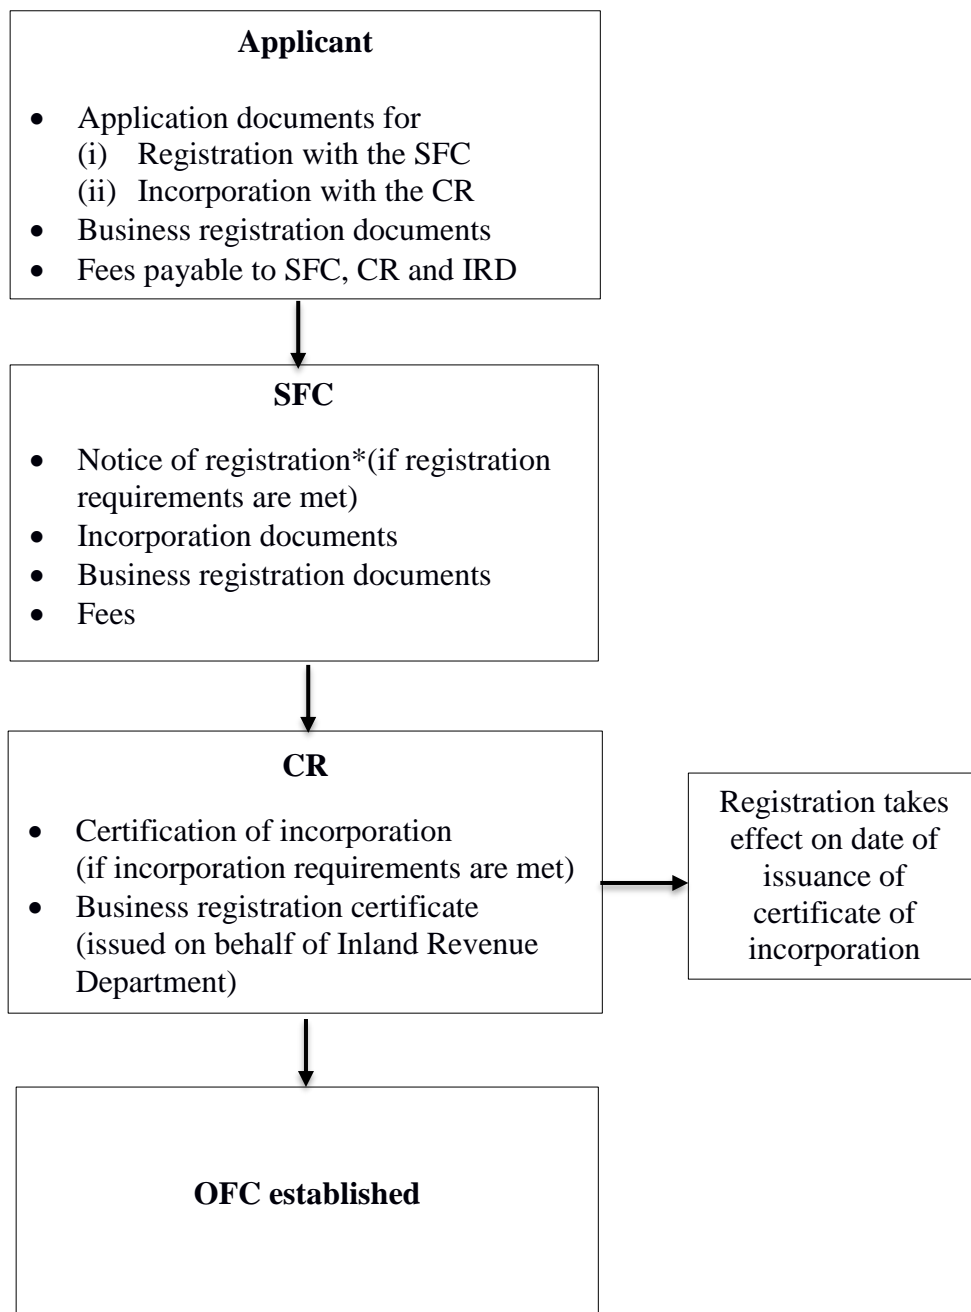 Applicant
• Application documents for
(i) Registration with the SFC
(ii) Incorporation with the CR
• Business registration documents
• Fees payable to SFC, CR and IRD
SFC
• Notice of registration*(if registration
requirements are met)
• Incorporation documents
• Business registration documents
• Fees
CR
• Certification of incorporation
(if incorporation requirements are met)
• Business registration certificate
(issued on behalf of Inland Revenue
Department)
Registration takes
effect on date of
issuance of
certificate of
incorporation
OFC established